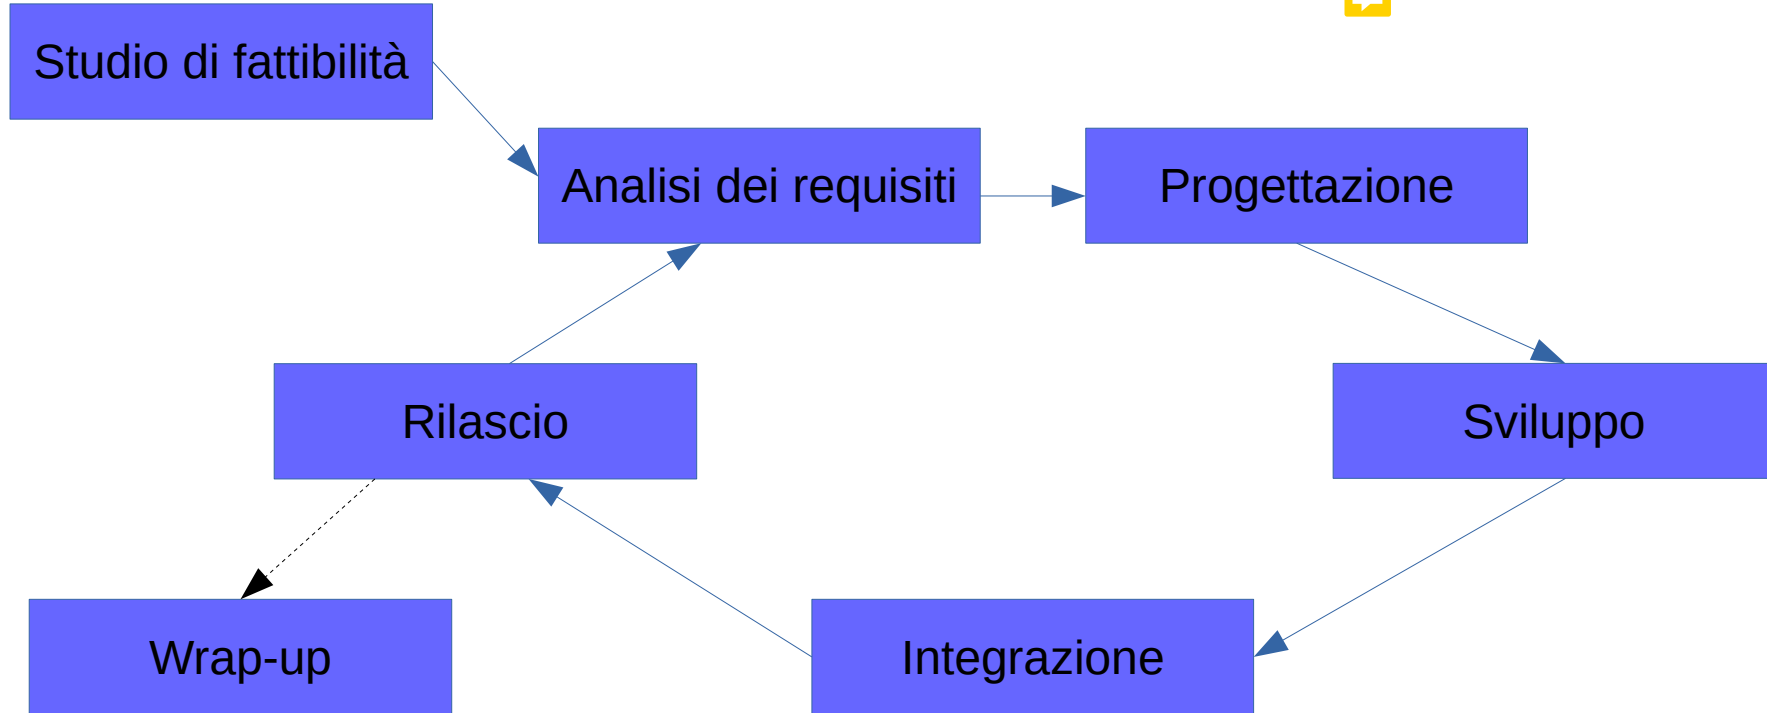 Studio di fattibilità
Analisi dei requisiti
Progettazione
Rilascio
Sviluppo
Wrap-up
Integrazione